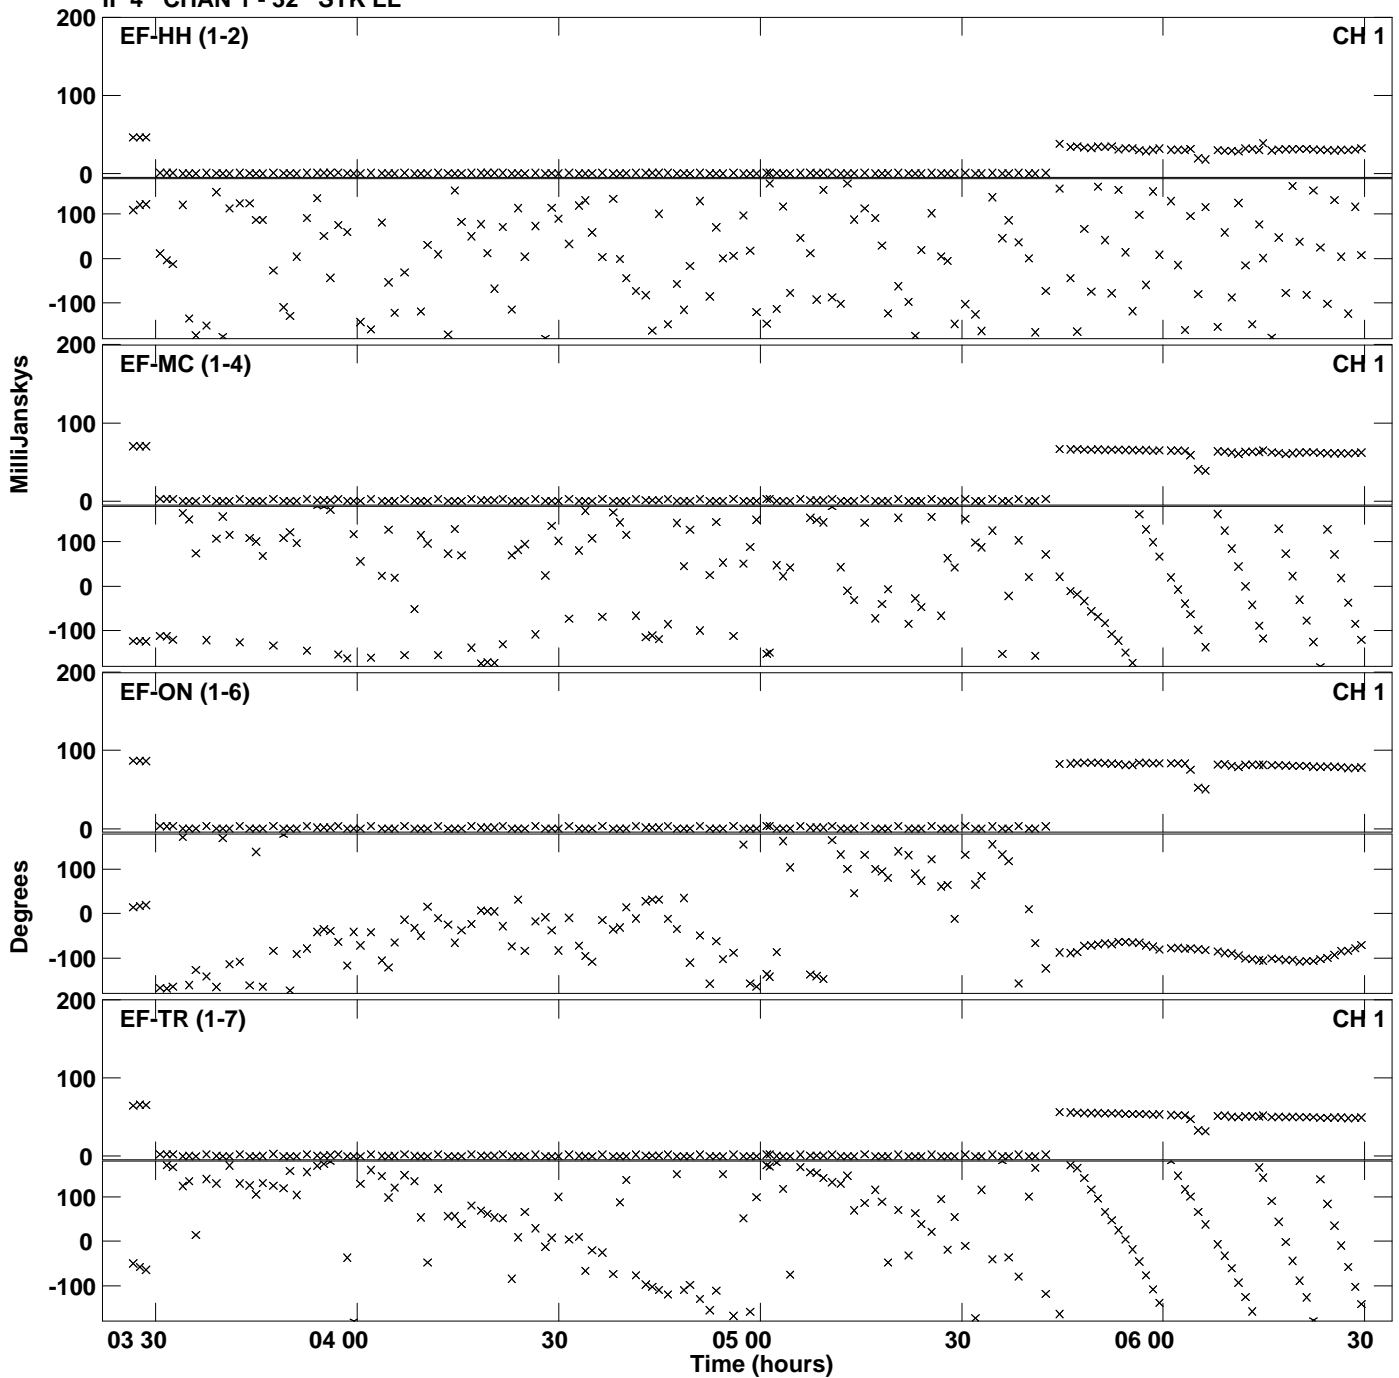 IF 4 CHAN 1 - 32 STK LL
200
EF-HH (1-2)
CH 1
100
0
100
0
-100
200
EF-MC (1-4)
CH 1
100
0
100
0
-100
200
EF-ON (1-6)
CH 1
100
0
100
0
-100
200
EF-TR (1-7)
CH 1
100
0
100
0
-100
MilliJanskys
Degrees
03 30 04 00 30 05 00 30 06 00 30
Time (hours)